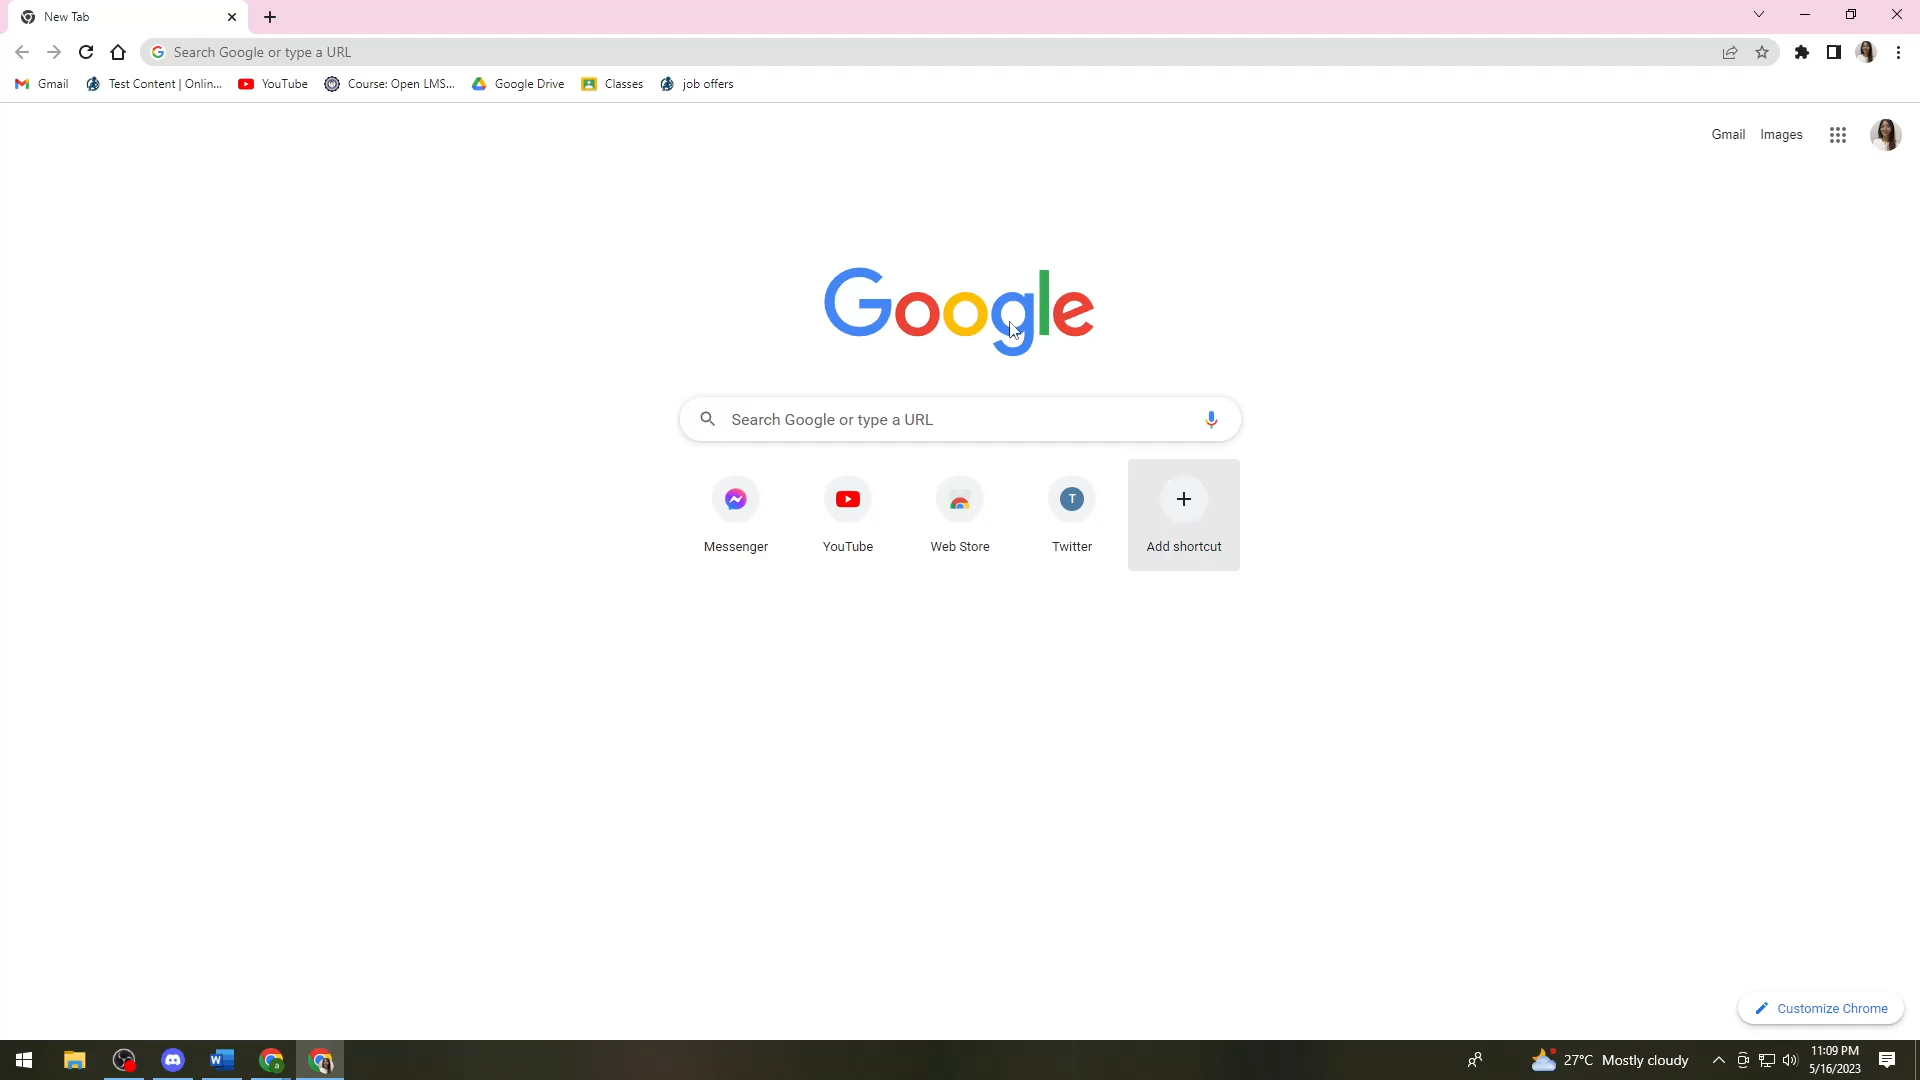 New Tab
Search Google or type a URL
Gmail Test Content | Onlin... YouTube Course: Open LMS... Google Drive Classes job offers
Gmail Images
Google
Search Google or type a URL
T
Messenger YouTube Web Store Twitter Add shortcut
Customize Chrome
27°C Mostly cloudy
11:09 PM
5/16/2023